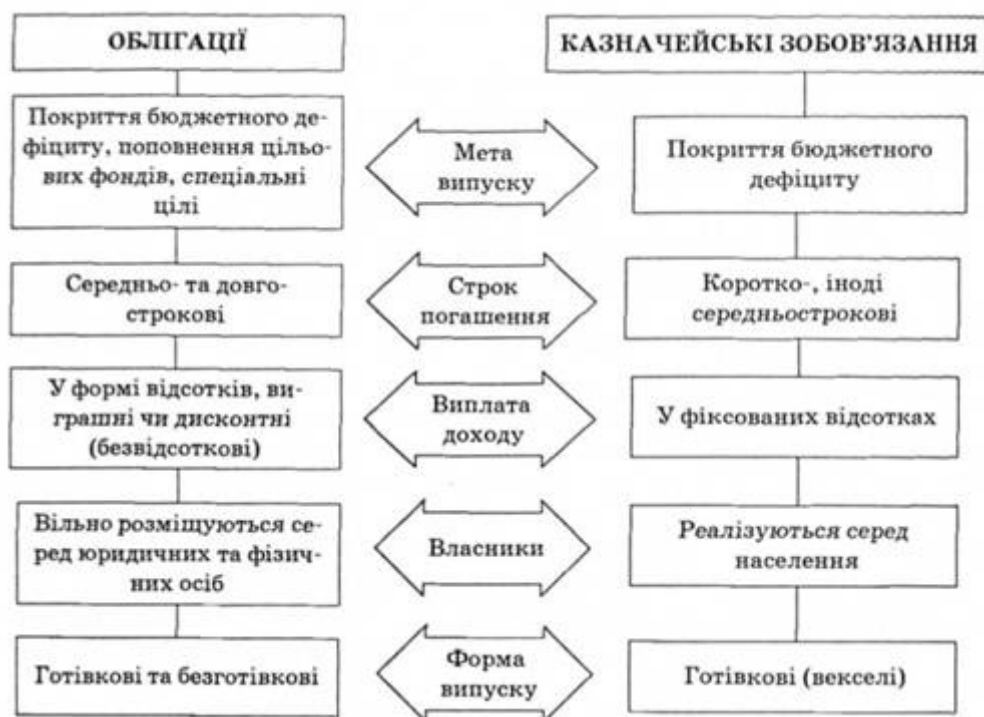 ОБЛІГАЦІЇ
КАЗНАЧЕЙСЬКІ ЗОБОВ'ЯЗАННЯ
Покриття бюджетного де-
фіциту, поповнення цільо-
вих фондів, спеціальні
цілі
Мета
випуску
Покриття бюджетного
дефіциту
Середньо- та довго-
строкові
Строк
погашення
Коротко-, іноді
середньострокові
У формі відсотків, ви-
грашні чи дисконтні
(безвідсоткові)
Виплата
доходу
У фіксованих відсотках
Вільно розміщуються се-
ред юридичних та фізич-
них осіб
Власники
Реалізуються серед
населення
Готівкові та безготівкові
Форма
випуску
Готівкові (векселі)